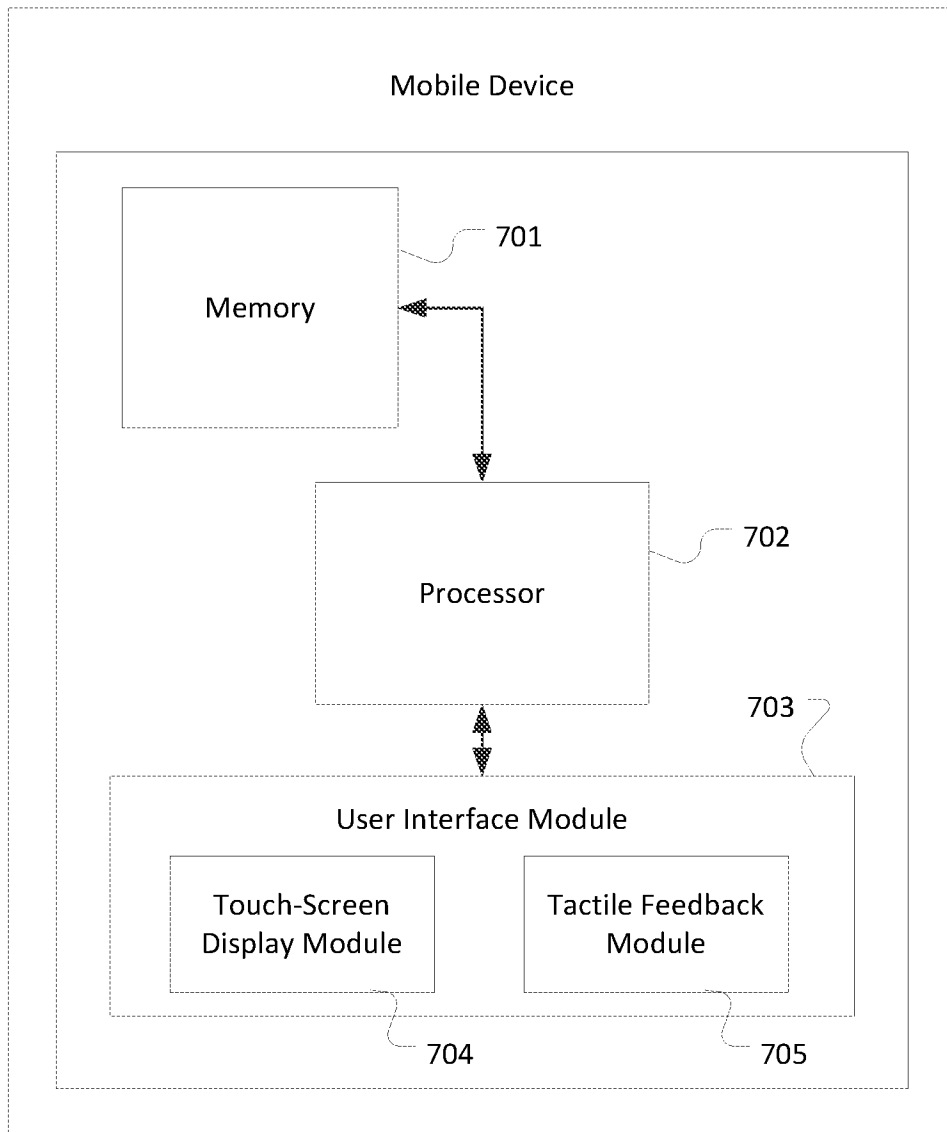 Mobile Device
701
Memory
702
Processor
703
User Interface Module
Touch-Screen
Display Module
Tactile Feedback
Module
704
705